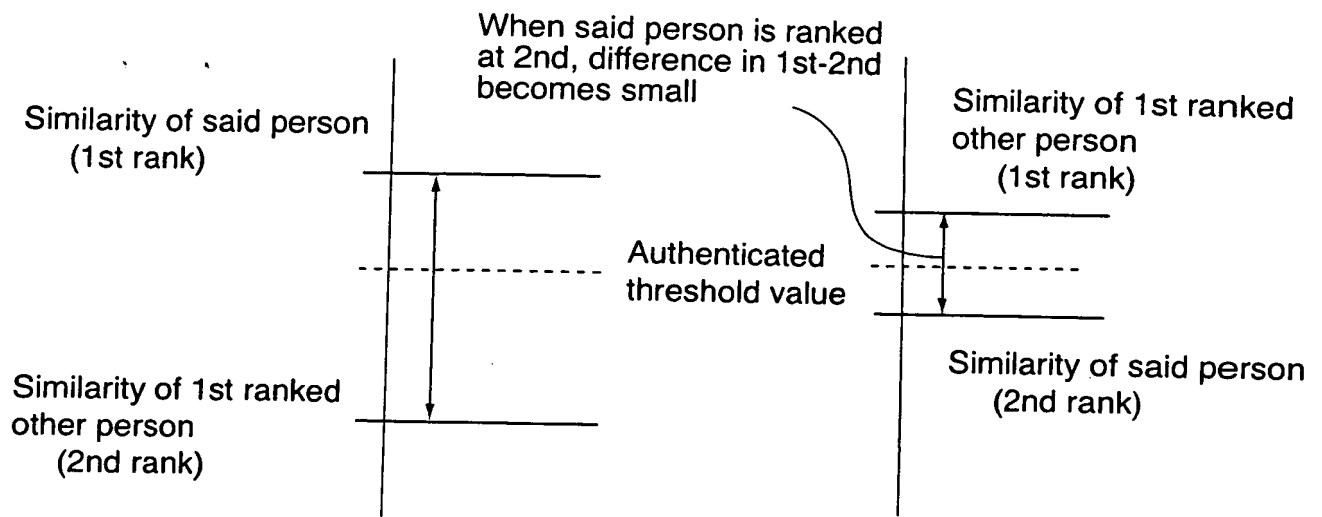 When said person is ranked
at 2nd, difference in 1st-2nd
becomes small
Similarity of said person
(1st rank)
Similarity of 1st ranked
other person
(1st rank)
Authenticated
threshold value
Similarity of 1st ranked
other person
(2nd rank)
Similarity of said person
(2nd rank)